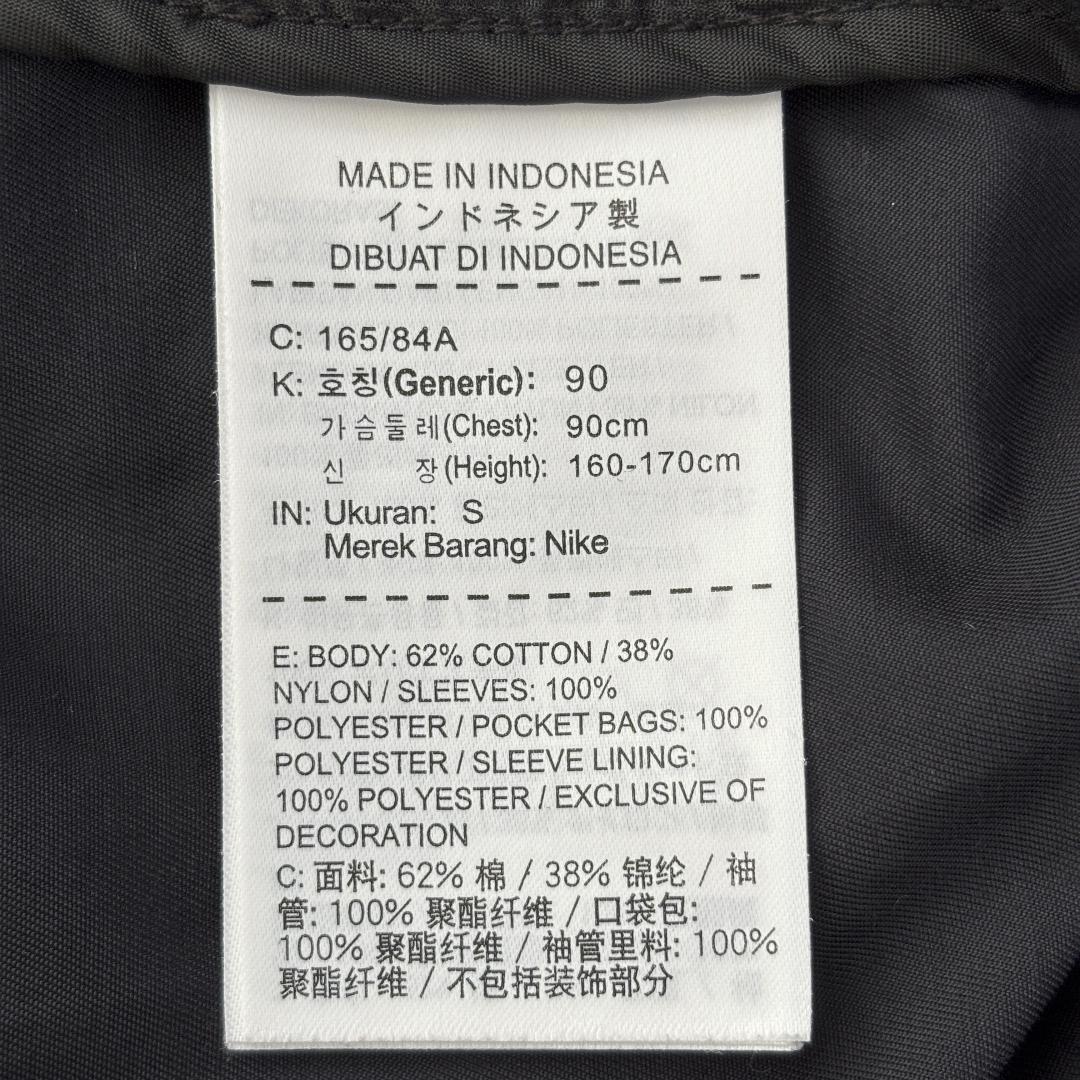 MADE IN INDONESIA
インドネシア製
DIBUAT DI INDONESIA
C: 165/84A
K: 호칭(Generic): 90
가슴둘레(Chest): 90cm
신 장(Height): 160-170cm
IN: Ukuran: S
Merek Barang: Nike
E: BODY: 62% COTTON / 38%
NYLON / SLEEVES: 100%
POLYESTER / POCKET BAGS: 100%
POLYESTER / SLEEVE LINING:
100% POLYESTER / EXCLUSIVE OF
DECORATION
C: 面料: 62% 棉 / 38% 锦纶 / 袖
管: 100% 聚酯纤维 / 口袋包:
100% 聚酯纤维 / 袖管里料: 100%
聚酯纤维 / 不包括装饰部分